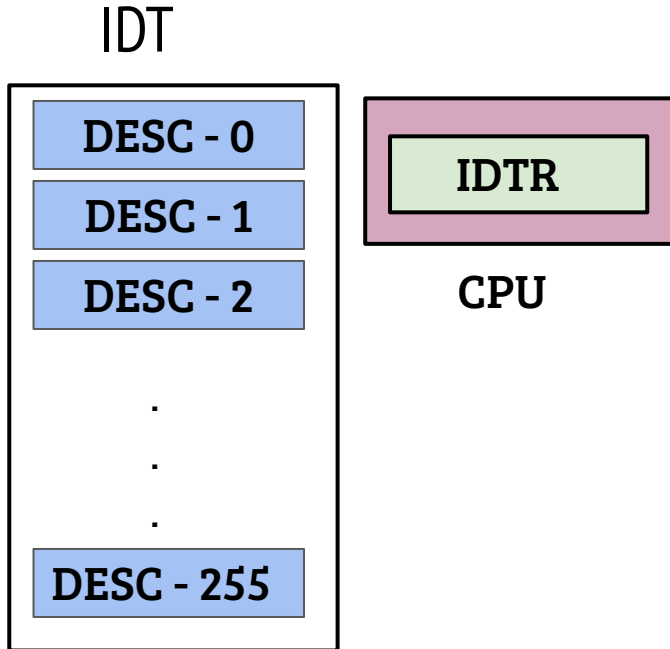 IDT
DESC - 0
DESC - 1
DESC - 2
.
.
.
DESC - 255
IDTR
CPU